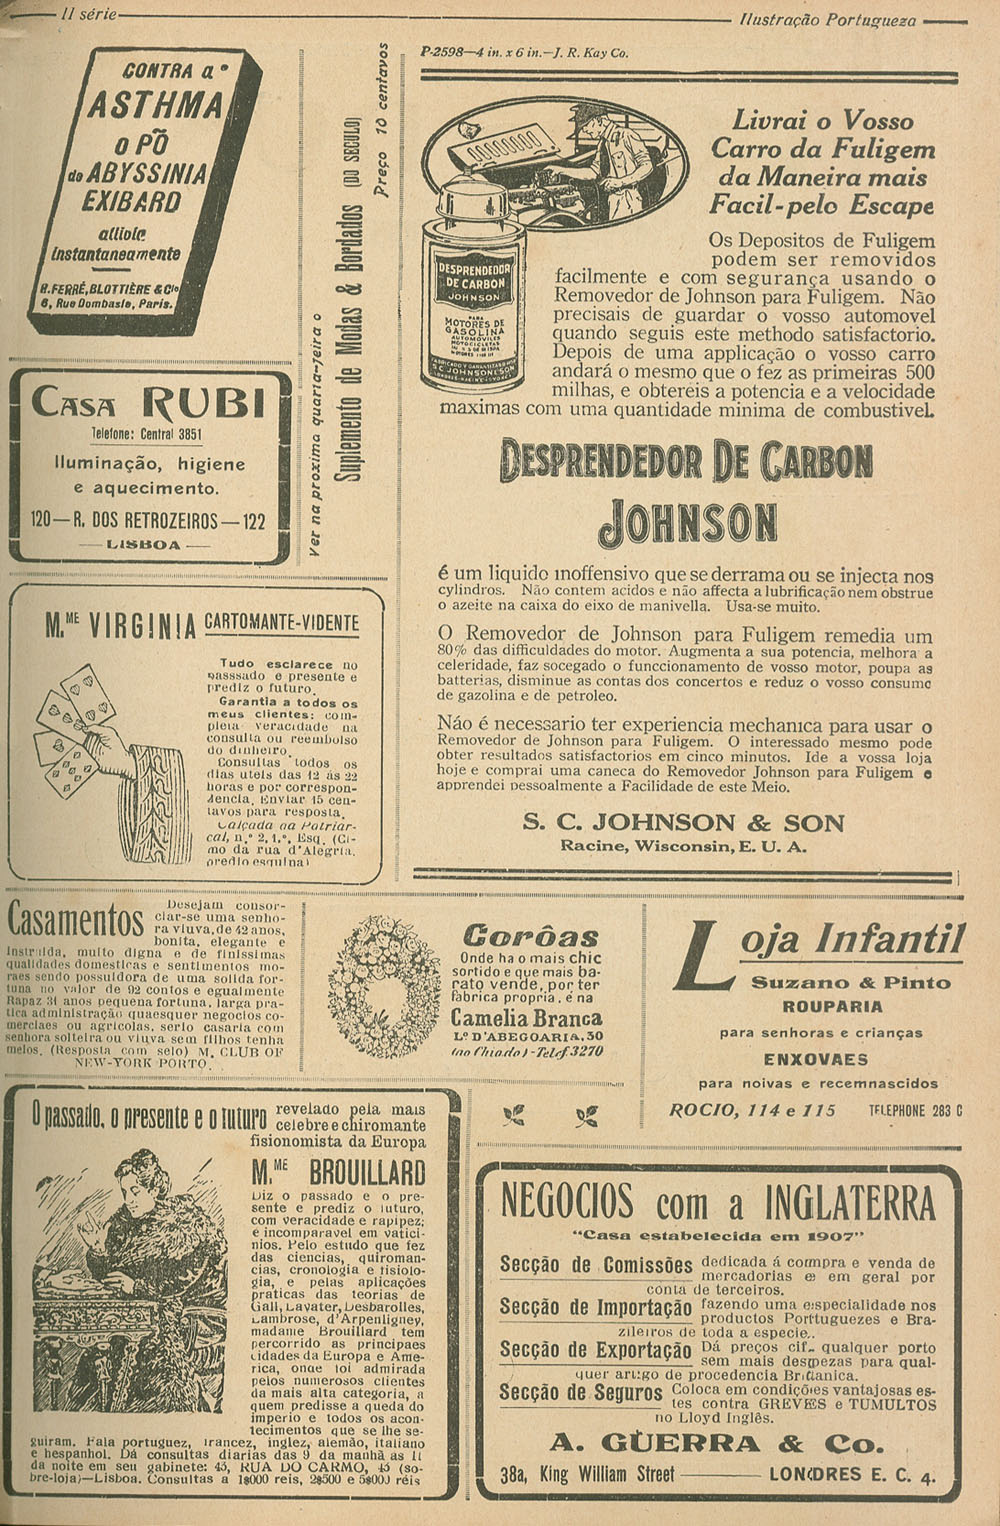 II série
Ilustração Portugueza
CONTRA a
ASTHMA
o PÕ
do ABYSSINIA
EXIBARD
allivia
instantaneamente
H. FERRÉ, BLOTTIÈRE & Cie
6, Rue Dombasle, Paris.
CASA RUBI
Telefone: Central 3851
Iluminação, higiene
e aquecimento.
120—R. DOS RETROZEIROS—122
—LISBOA—
Ver na proxima quarta-feira o
Suplemento de Modas & Bordados (DO SECULO)
Preço 10 centavos
P-2598—4 in. x 6 in.—J. R. Kay Co.
DESPRENDEDOR
DE CARBON
JOHNSON
PARA
MOTORES DE
GASOLINA
AUTOMOVILES
MOTOCICLETAS
S C JOHNSON & SON
Livrai o Vosso
Carro da Fuligem
da Maneira mais
Facil-pelo Escape
Os Depositos de Fuligem
podem ser removidos
facilmente e com segurança usando o
Removedor de Johnson para Fuligem. Não
precisais de guardar o vosso automovel
quando seguis este methodo satisfactorio.
Depois de uma applicação o vosso carro
andará o mesmo que o fez as primeiras 500
milhas, e obtereis a potencia e a velocidade
maximas com uma quantidade minima de combustivel.
DESPRENDEDOR DE CARBON
JOHNSON
é um liquido inoffensivo que se derrama ou se injecta nos
cylindros. Não contem acidos e não affecta a lubrificação nem obstrue
o azeite na caixa do eixo de manivella. Usa-se muito.
O Removedor de Johnson para Fuligem remedia um
80% das difficuldades do motor. Augmenta a sua potencia, melhora a
celeridade, faz socegado o funccionamento de vosso motor, poupa as
batterias, disminue as contas dos concertos e reduz o vosso consumo
de gazolina e de petroleo.
Náo é necessario ter experiencia mechanica para usar o
Removedor de Johnson para Fuligem. O interessado mesmo pode
obter resultados satisfactorios em cinco minutos. Ide a vossa loja
hoje e comprai uma caneca do Removedor Johnson para Fuligem e
apprendei pessoalmente a Facilidade de este Meio.
S. C. JOHNSON & SON
Racine, Wisconsin, E. U. A.
M.ME VIRGINIA CARTOMANTE-VIDENTE
Tudo esclarece no
passsado e presente e
prediz o futuro.
Garantia a todos os
meus clientes: com-
pleta veracidade na
consulta ou reembolso
do dinheiro.
Consultas todos os
dias uteis das 12 ás 22
horas e por correspon-
dencia. Enviar 15 cen-
tavos para resposta.
Calçada da Patriar-
cal, n.º 2, 1.º, Esq. (Ci-
mo da rua d'Alegria,
predio esquina)
Casamentos Desejam consor-
ciar-se uma senho-
ra viuva, de 42 anos,
bonita, elegante e
instruida, muito digna e de finissimas
qualidades domesticas e sentimentos mo-
raes sendo possuidora de uma solida for-
tuna no valor de 92 contos e egualmente
Rapaz 31 anos pequena fortuna, larga pra-
tica administração quaesquer negocios co-
merciaes ou agricolas, serio casaria com
senhora solteira ou viuva sem filhos tenha
meios. (Resposta com selo) M. CLUB OF
NEW-YORK PORTO.
Corôas
Onde ha o mais chic
sortido e que mais ba-
rato vende, por ter
fabrica propria, é na
Camelia Branca
L.º D'ABEGOARIA, 50
(ao Chiado)-Telef 3270
Loja Infantil
Suzano & Pinto
ROUPARIA
para senhoras e crianças
ENXOVAES
para noivas e recemnascidos
ROCIO, 114 e 115 TELEPHONE 283 C
O passado, o presente e o futuro revelado pela mais
celebre e chiromante
fisionomista da Europa
M.ME BROUILLARD
Diz o passado e o pre-
sente e prediz o futuro,
com veracidade e rapipez;
é incomparavel em vatici-
nios. Pelo estudo que fez
das ciencias, quiroman-
cias, cronologia e fisiolo-
gia, e pelas aplicações
praticas das teorias de
Gall, Lavater, Desbarolles,
Lambrose, d'Arpenligney,
madame Brouillard tem
percorrido as principaes
cidades da Europa e Ame-
rica, onde foi admirada
pelos numerosos clientes
da mais alta categoria, a
quem predisse a queda do
imperio e todos os acon-
tecimentos que se lhe se-
guiram. Fala portuguez, francez, inglez, alemão, italiano
e hespanhol. Dá consultas diarias das 9 da manhã as 11
da noite em seu gabinete: 43, RUA DO CARMO, 43 (so-
bre-loja)—Lisboa. Consultas a 1$000 reis, 2$500 e 5$000 réis
NEGOCIOS com a INGLATERRA
"Casa estabelecida em 1907"
Secção de Comissões dedicada á compra e venda de
mercadorias e em geral por
conta de terceiros.
Secção de Importação fazendo uma especialidade nos
productos Porttuguezes e Bra-
zileiros de toda a especie..
Secção de Exportação Dá preços cif. qualquer porto
sem mais despezas para qual-
quer artigo de procedencia Britanica.
Secção de Seguros Coloca em condições vantajosas es-
tes contra GREVES e TUMULTOS
no Lloyd Inglês.
A. GUERRA & Co.
38a, King William Street — LONDRES E. C. 4.